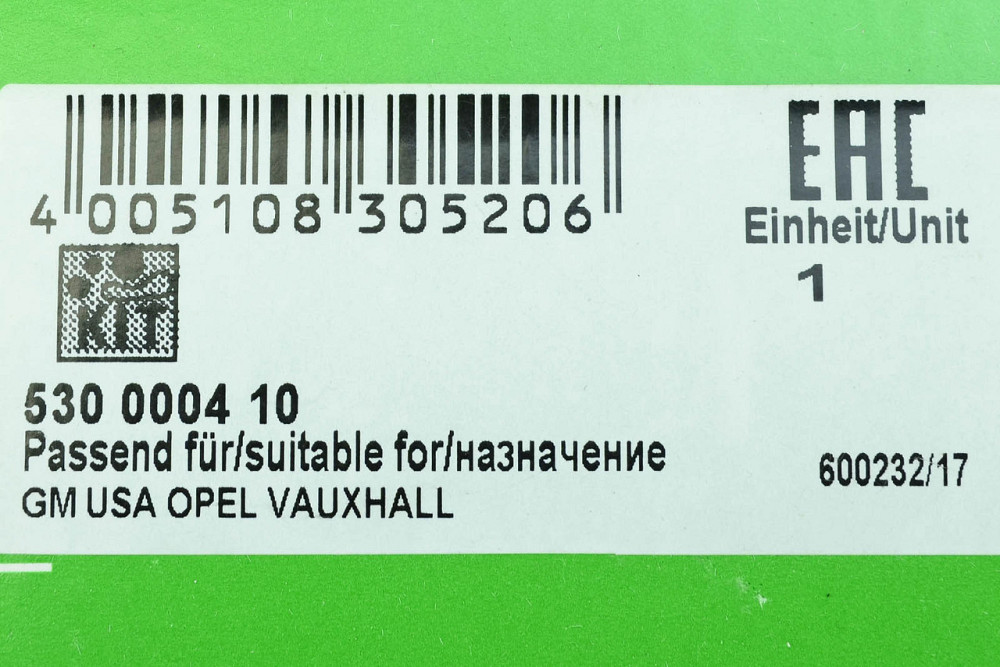 4 005108 305206
EAC
Einheit/Unit
1
KIT
530 0004 10
Passend für/suitable for/назначение
600232/17
GM USA OPEL VAUXHALL